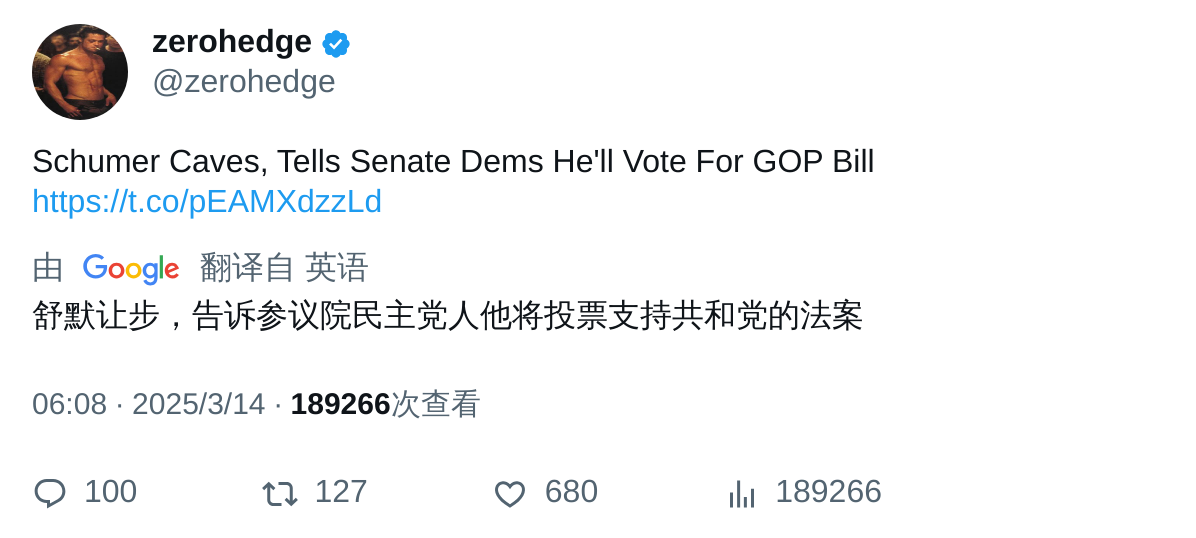 zerohedge
@zerohedge
Schumer Caves, Tells Senate Dems He'll Vote For GOP Bill
https://t.co/pEAMXdzzLd
由 Google 翻译自 英语
舒默让步，告诉参议院民主党人他将投票支持共和党的法案
06:08 · 2025/3/14 · 189266次查看
100 127 680 189266